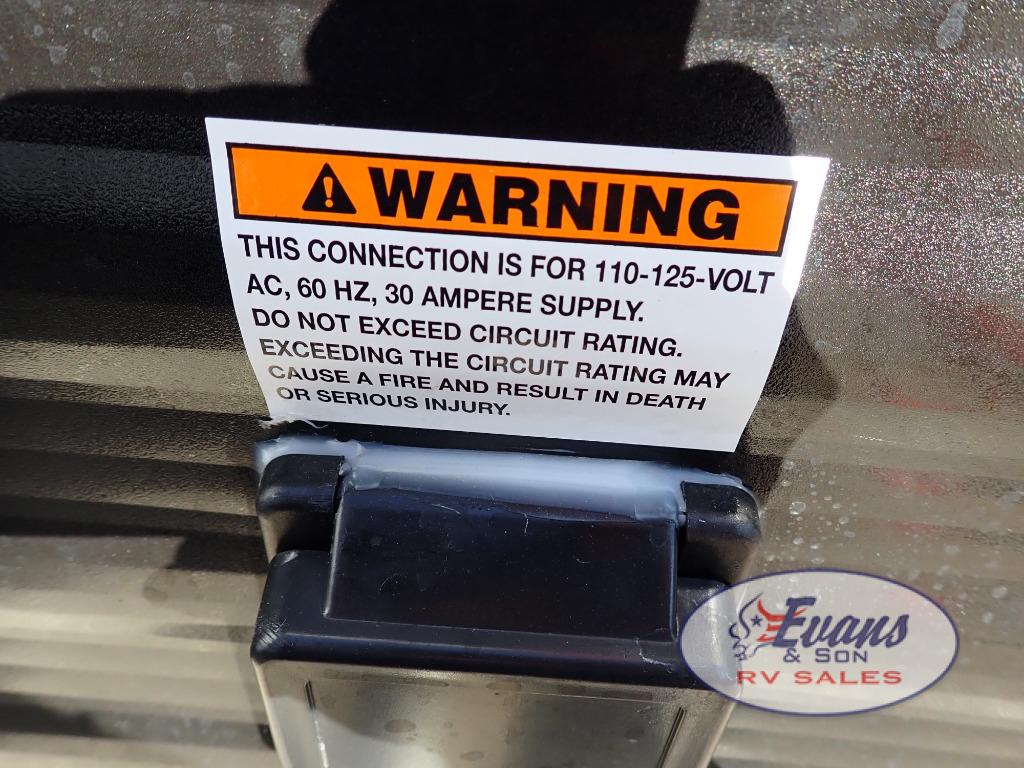 WARNING
THIS CONNECTION IS FOR 110-125-VOLT
AC, 60 HZ, 30 AMPERE SUPPLY.
DO NOT EXCEED CIRCUIT RATING.
EXCEEDING THE CIRCUIT RATING MAY
CAUSE A FIRE AND RESULT IN DEATH
OR SERIOUS INJURY.
Evans
& SON
RV SALES